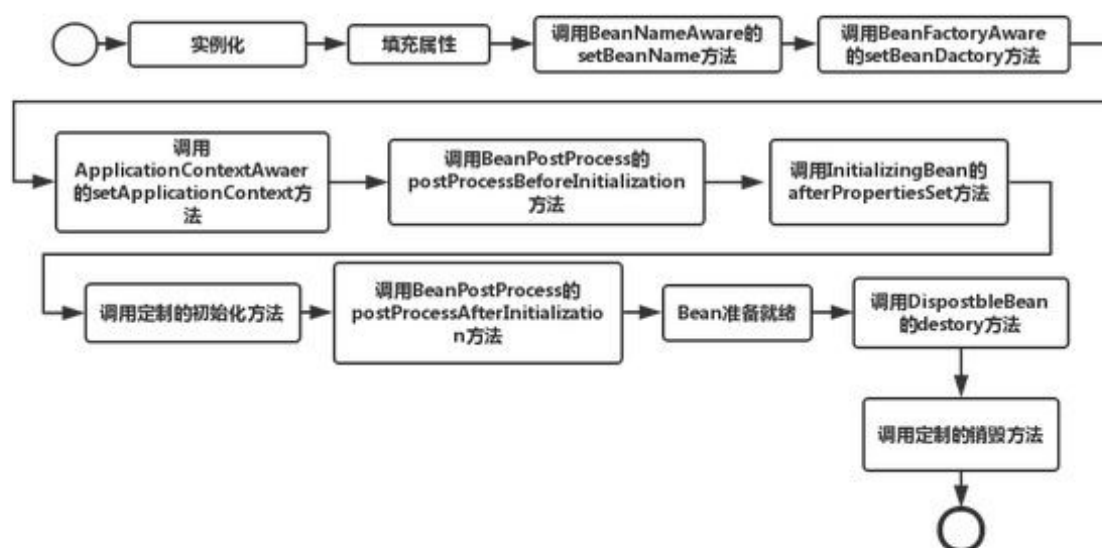 实例化
填充属性
调用BeanNameAware的
setBeanName方法
调用BeanFactoryAware
的setBeanDactory方法
调用
ApplicationContextAwaer
的setApplicationContext方
法
调用BeanPostProcess的
postProcessBeforeInitialization
方法
调用InitializingBean的
afterPropertiesSet方法
调用定制的初始化方法
调用BeanPostProcess的
postProcessAfterInitializatio
n方法
Bean准备就绪
调用DispostbleBean
的destory方法
调用定制的销毁方法